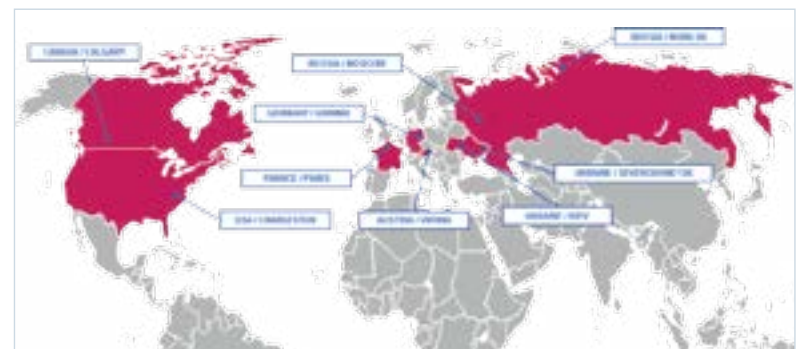 CANADA / CALGARY
RUSSIA / MOSCOW
GERMANY /
FRANCE / PARIS
USA / CHARLESTON
AUSTRIA / VIENNA
UKRAINE / KIEV
UKRAINE / SEVERODONETSK
RUSSIA /